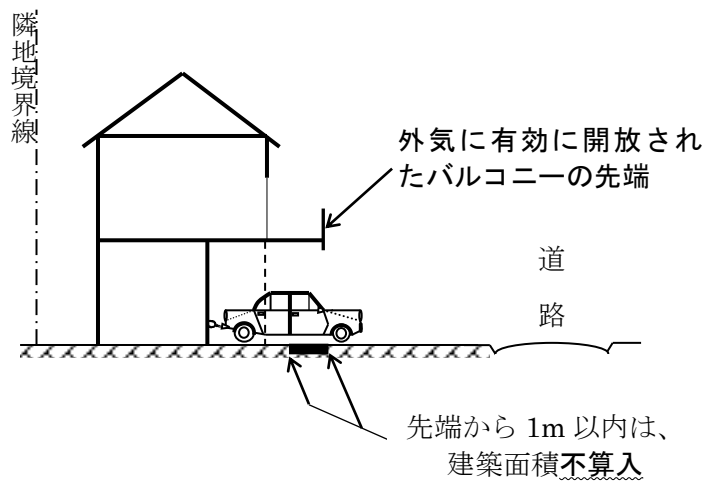 隣地境界線
外気に有効に開放され
たバルコニーの先端
道
路
先端から 1m 以内は、
建築面積不算入